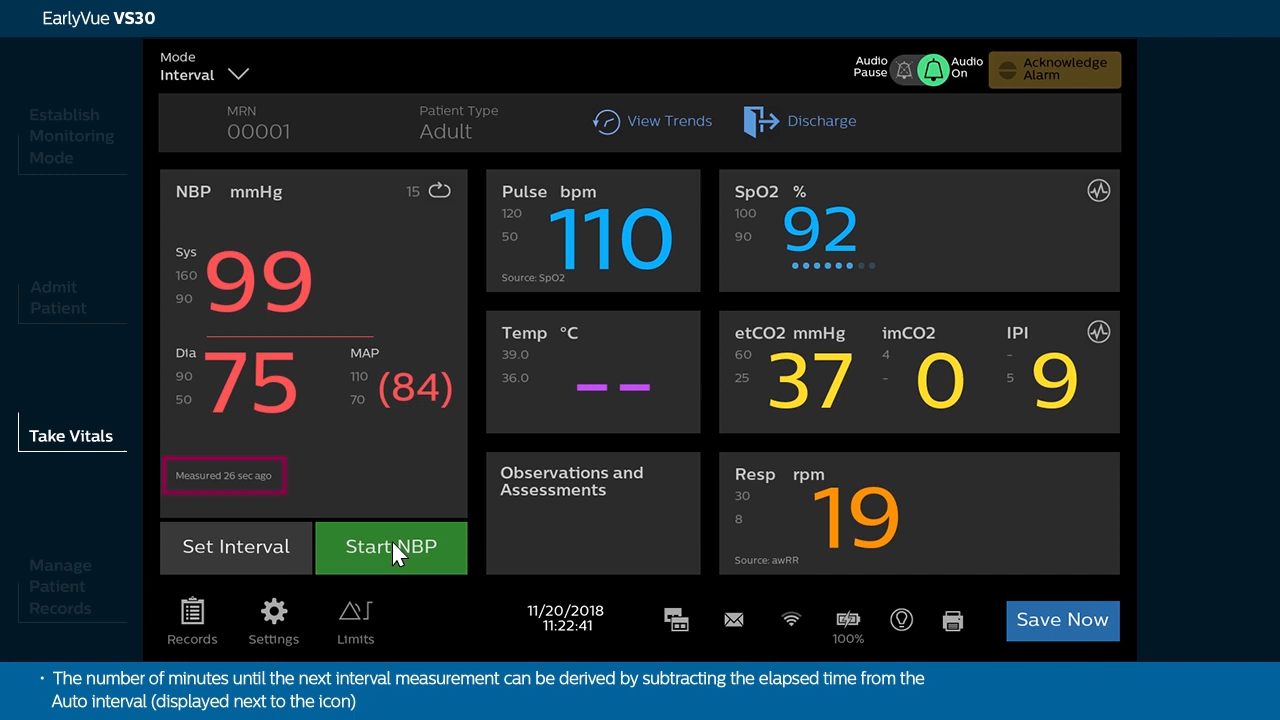 EarlyVue VS30
Mode
Interval
Audio
Pause
Audio
On
Acknowledge
Alarm
Establish
Monitoring
Mode
MRN
00001
Patient Type
Adult
View Trends
Discharge
NBP mmHg
15
Sys
160
90
99
Dia
90
50
75
MAP
110
70
(84)
Measured 26 sec ago
Set Interval
Start NBP
Pulse bpm
120
50
110
Source: SpO2
SpO2 %
100
90
92
Temp °C
39.0
36.0
– –
etCO2 mmHg
60
25
37
imCO2
4
-
0
IPI
-
5
9
Observations and
Assessments
Resp rpm
30
8
19
Source: awRR
Admit
Patient
Take Vitals
Manage
Patient
Records
Records
Settings
Limits
11/20/2018
11:22:41
100%
Save Now
· The number of minutes until the next interval measurement can be derived by subtracting the elapsed time from the
Auto interval (displayed next to the icon)